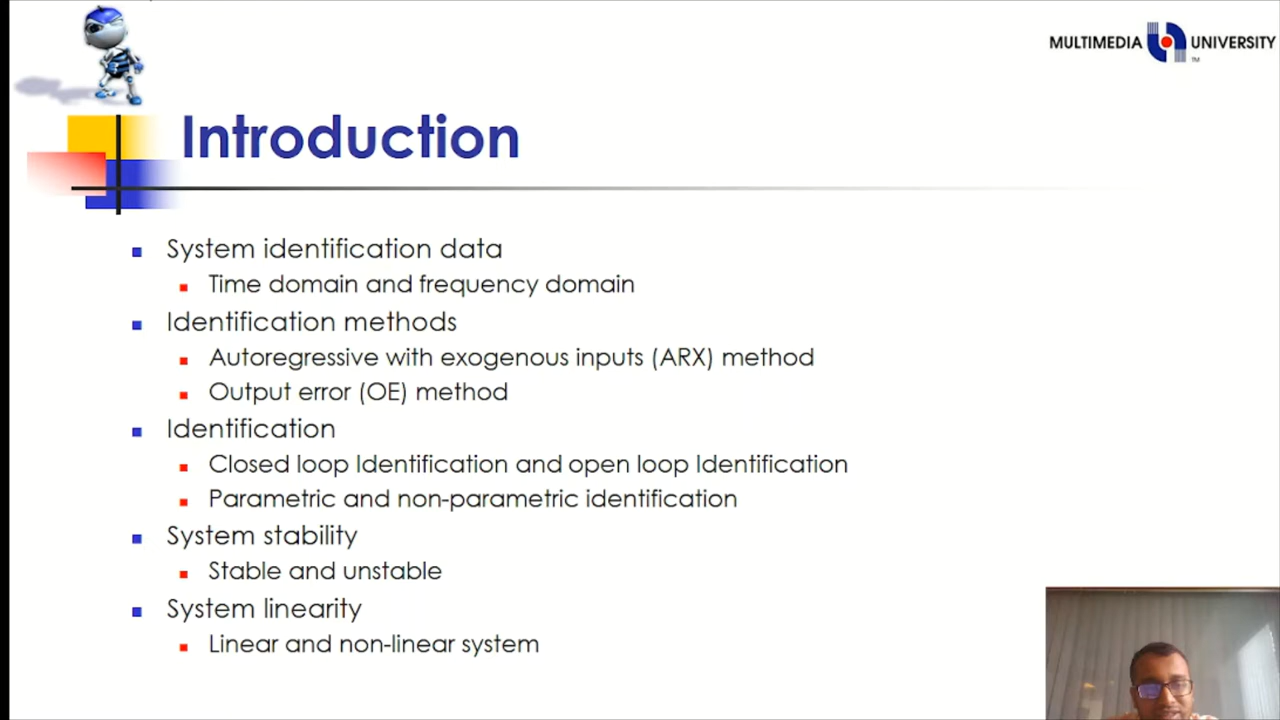 MULTIMEDIA UNIVERSITY
TM
Introduction
System identification data
Time domain and frequency domain
Identification methods
Autoregressive with exogenous inputs (ARX) method
Output error (OE) method
Identification
Closed loop Identification and open loop Identification
Parametric and non-parametric identification
System stability
Stable and unstable
System linearity
Linear and non-linear system